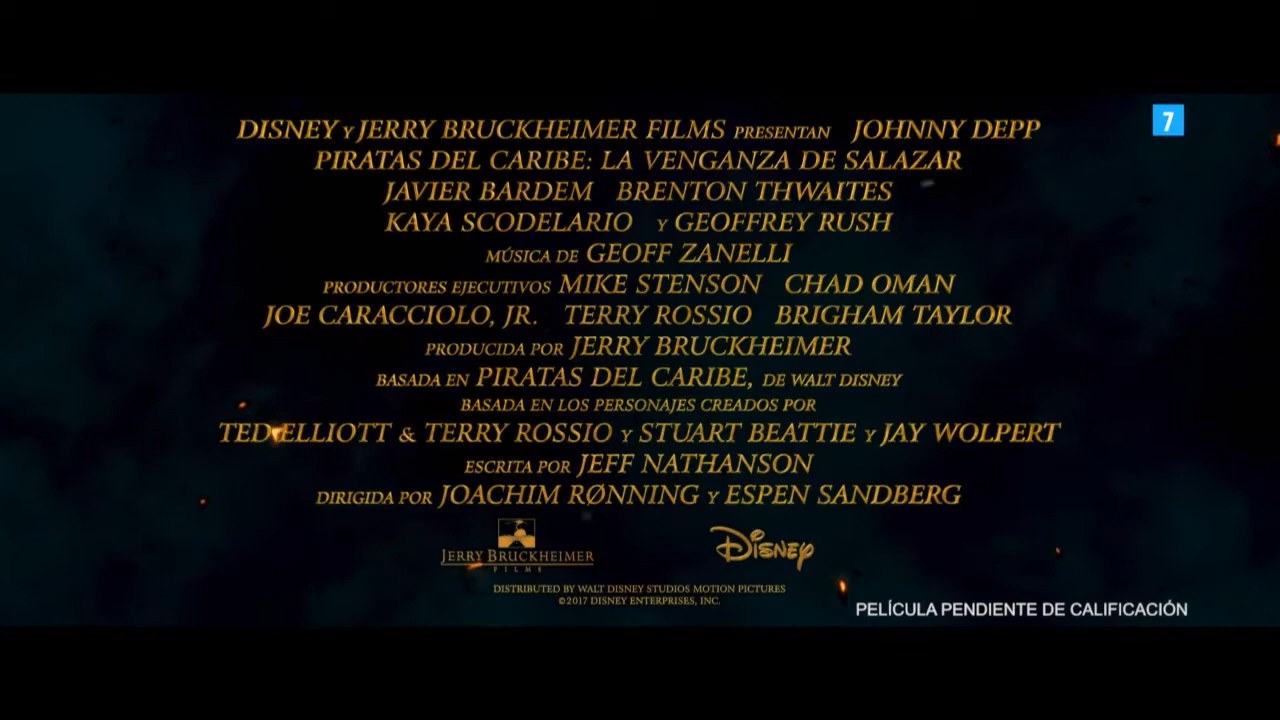 DISNEY Y JERRY BRUCKHEIMER FILMS PRESENTAN JOHNNY DEPP
7
PIRATAS DEL CARIBE: LA VENGANZA DE SALAZAR
JAVIER BARDEM BRENTON THWAITES
KAYA SCODELARIO Y GEOFFREY RUSH
MÚSICA DE GEOFF ZANELLI
PRODUCTORES EJECUTIVOS MIKE STENSON CHAD OMAN
JOE CARACCIOLO, JR. TERRY ROSSIO BRIGHAM TAYLOR
PRODUCIDA POR JERRY BRUCKHEIMER
BASADA EN PIRATAS DEL CARIBE, DE WALT DISNEY
BASADA EN LOS PERSONAJES CREADOS POR
TED ELLIOTT & TERRY ROSSIO Y STUART BEATTIE Y JAY WOLPERT
ESCRITA POR JEFF NATHANSON
DIRIGIDA POR JOACHIM RØNNING Y ESPEN SANDBERG
JERRY BRUCKHEIMER
FILMS
DISNEY
DISTRIBUTED BY WALT DISNEY STUDIOS MOTION PICTURES
©2017 DISNEY ENTERPRISES, INC.
PELÍCULA PENDIENTE DE CALIFICACIÓN